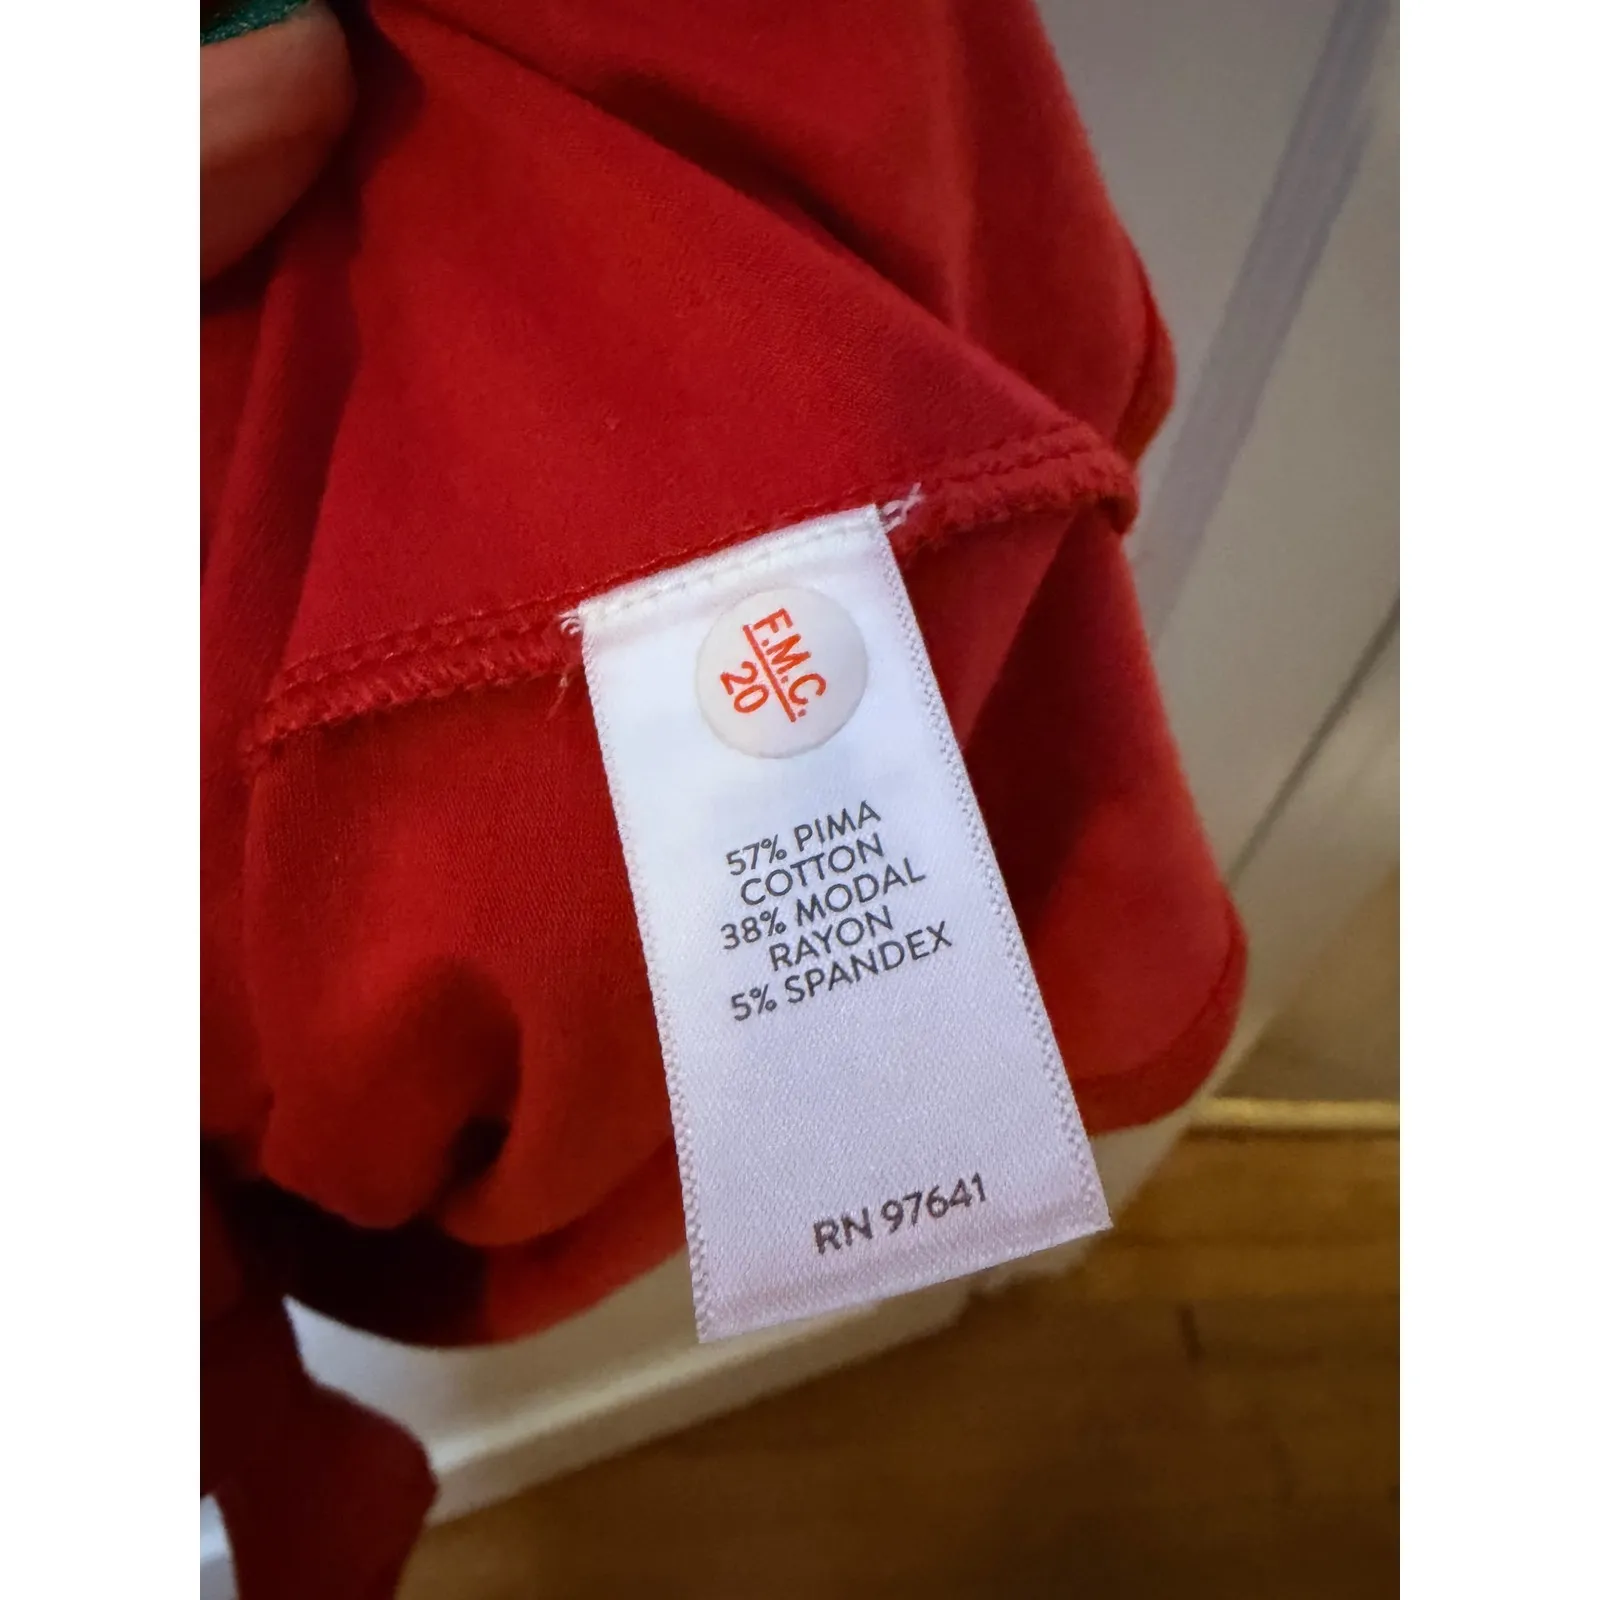 F.M.C.
20
57% PIMA
COTTON
38% MODAL
RAYON
5% SPANDEX
RN 97641